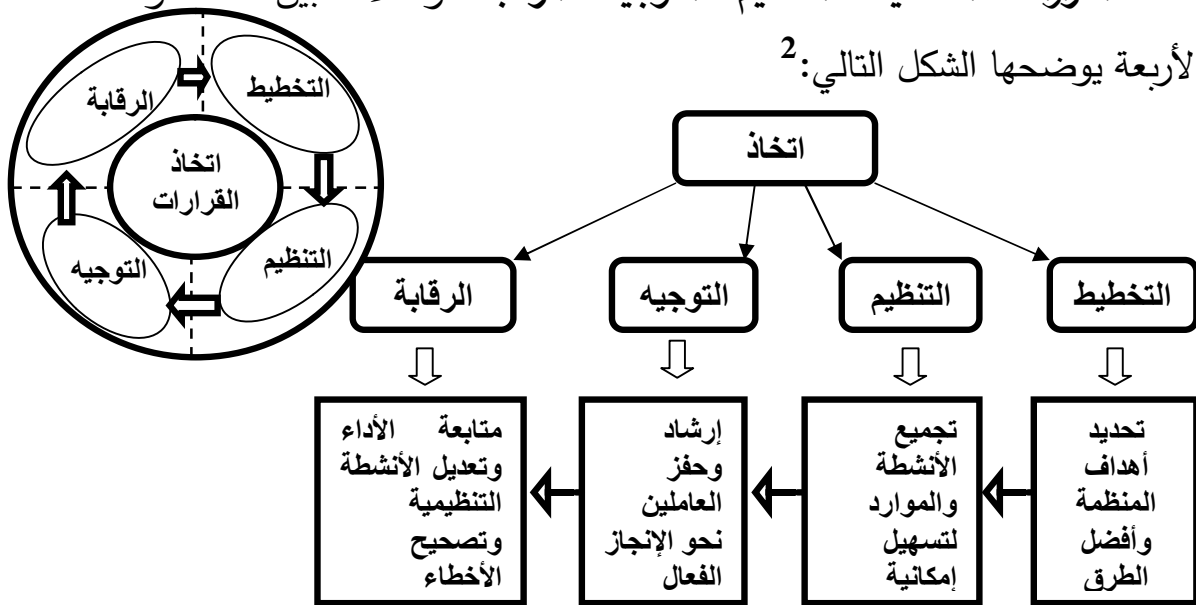 لأربعة يوضحها الشكل التالي:2
التخطيط
الرقابة
اتخاذ
القرارات
التنظيم
التوجيه
اتخاذ
التخطيط
التنظيم
التوجيه
الرقابة
تحديد
أهداف
المنظمة
وأفضل
الطرق
تجميع
الأنشطة
والموارد
لتسهيل
إمكانية
إرشاد
وحفز
العاملين
نحو الإنجاز
الفعال
متابعة الأداء
وتعديل الأنشطة
التنظيمية
وتصحيح
الأخطاء